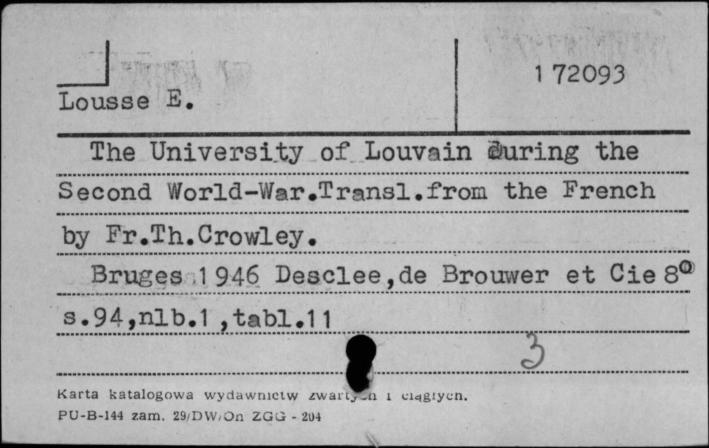 172093
Lousse E.
The University of Louvain during the
Second World-War.Transl.from the French
by Fr.Th.Crowley.
Bruges 1946 Desclee,de Brouwer et Cie 8°
s.94,nlb.1,tabl.11
3
Karta katalogowa wydawnictw zwartych i ciągłych.
PU-B-144 zam. 29/DW/On ZGG - 204